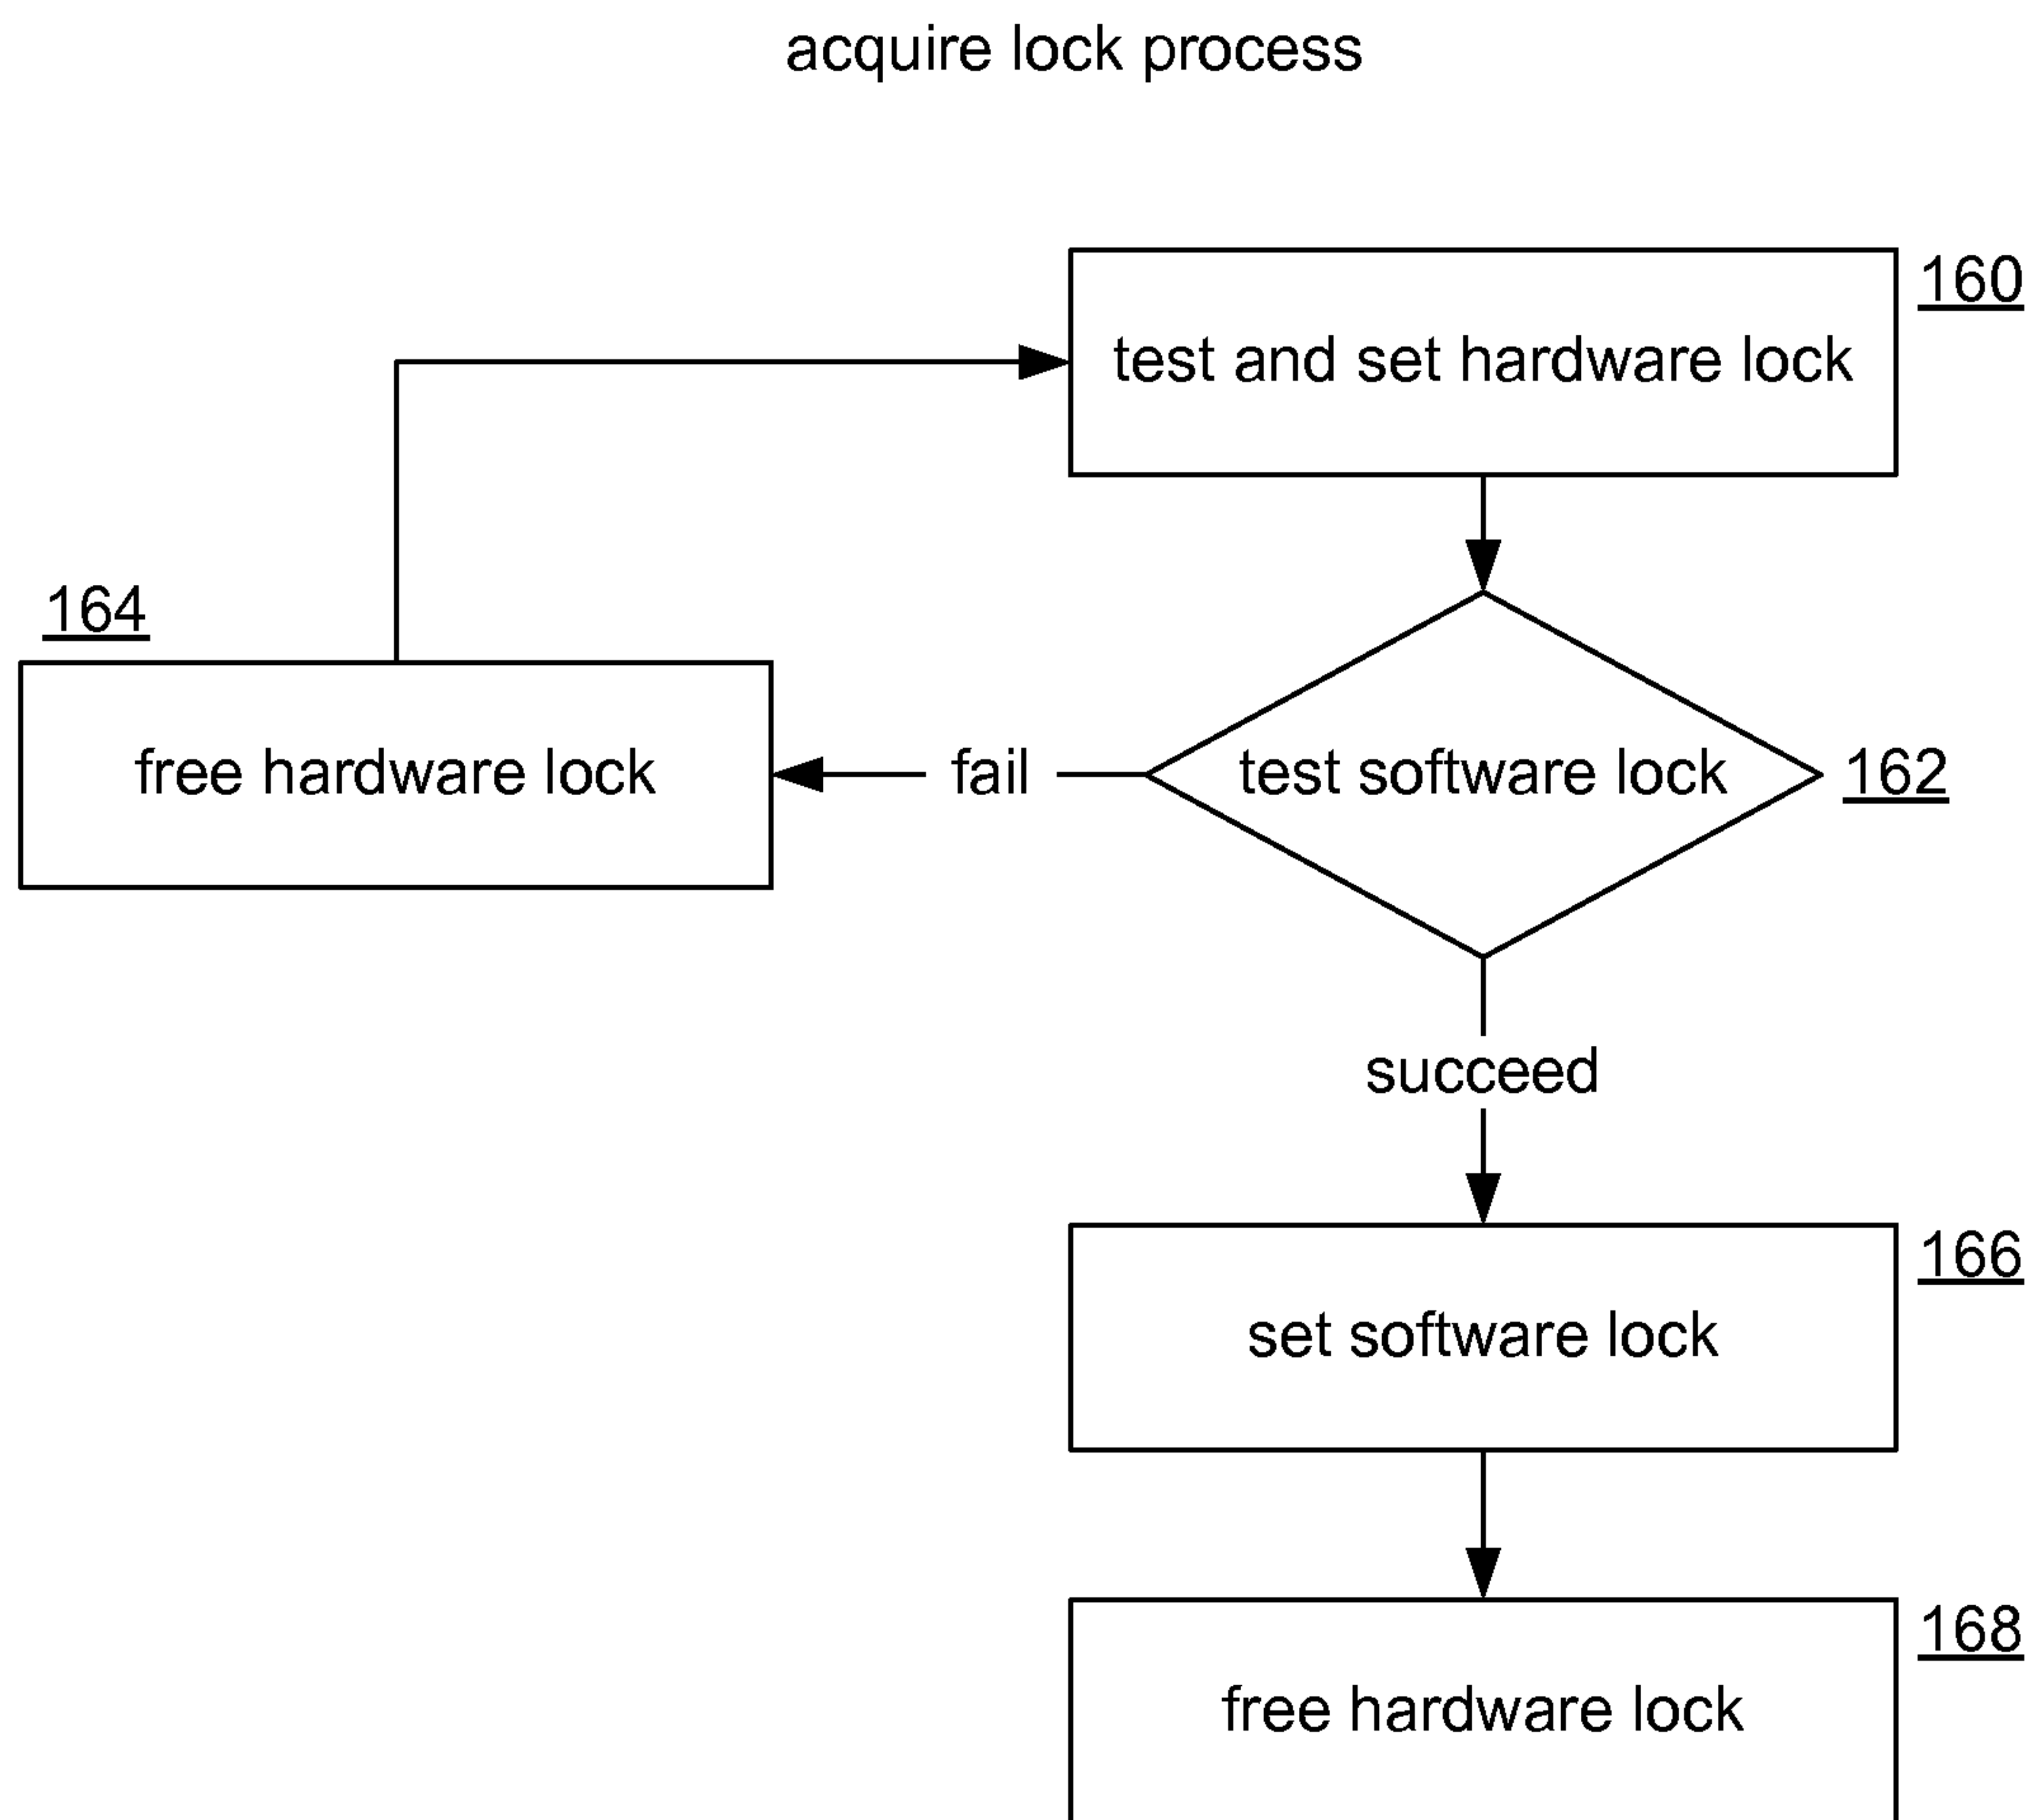 acquire lock process
160
test and set hardware lock
164
free hardware lock
fail
test software lock
162
succeed
166
set software lock
168
free hardware lock